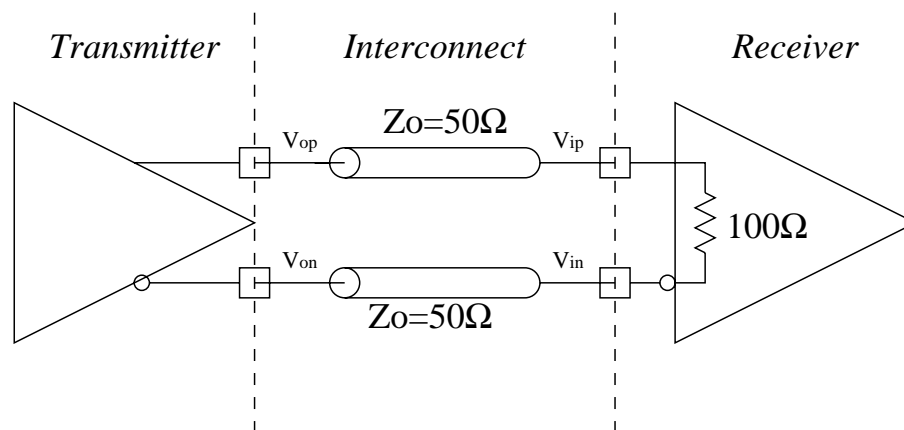 Transmitter Interconnect Receiver
Zo=50Ω
Vop Vip
100Ω
Von Vin
Zo=50Ω